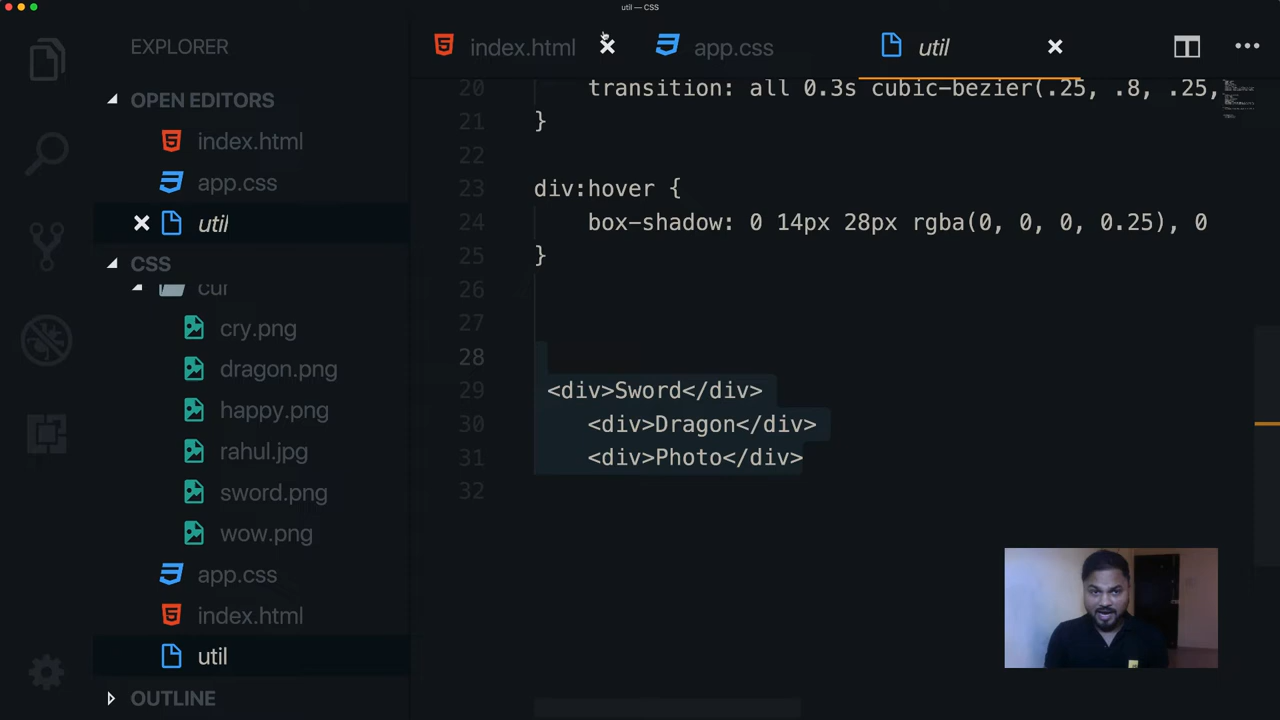 util — CSS
EXPLORER
index.html
app.css
util
OPEN EDITORS
index.html
app.css
util
CSS
cur
cry.png
dragon.png
happy.png
rahul.jpg
sword.png
wow.png
app.css
index.html
util
OUTLINE
20 transition: all 0.3s cubic-bezier(.25, .8, .25,
21 }
22
23 div:hover {
24 box-shadow: 0 14px 28px rgba(0, 0, 0, 0.25), 0
25 }
26
27
28
29 <div>Sword</div>
30 <div>Dragon</div>
31 <div>Photo</div>
32